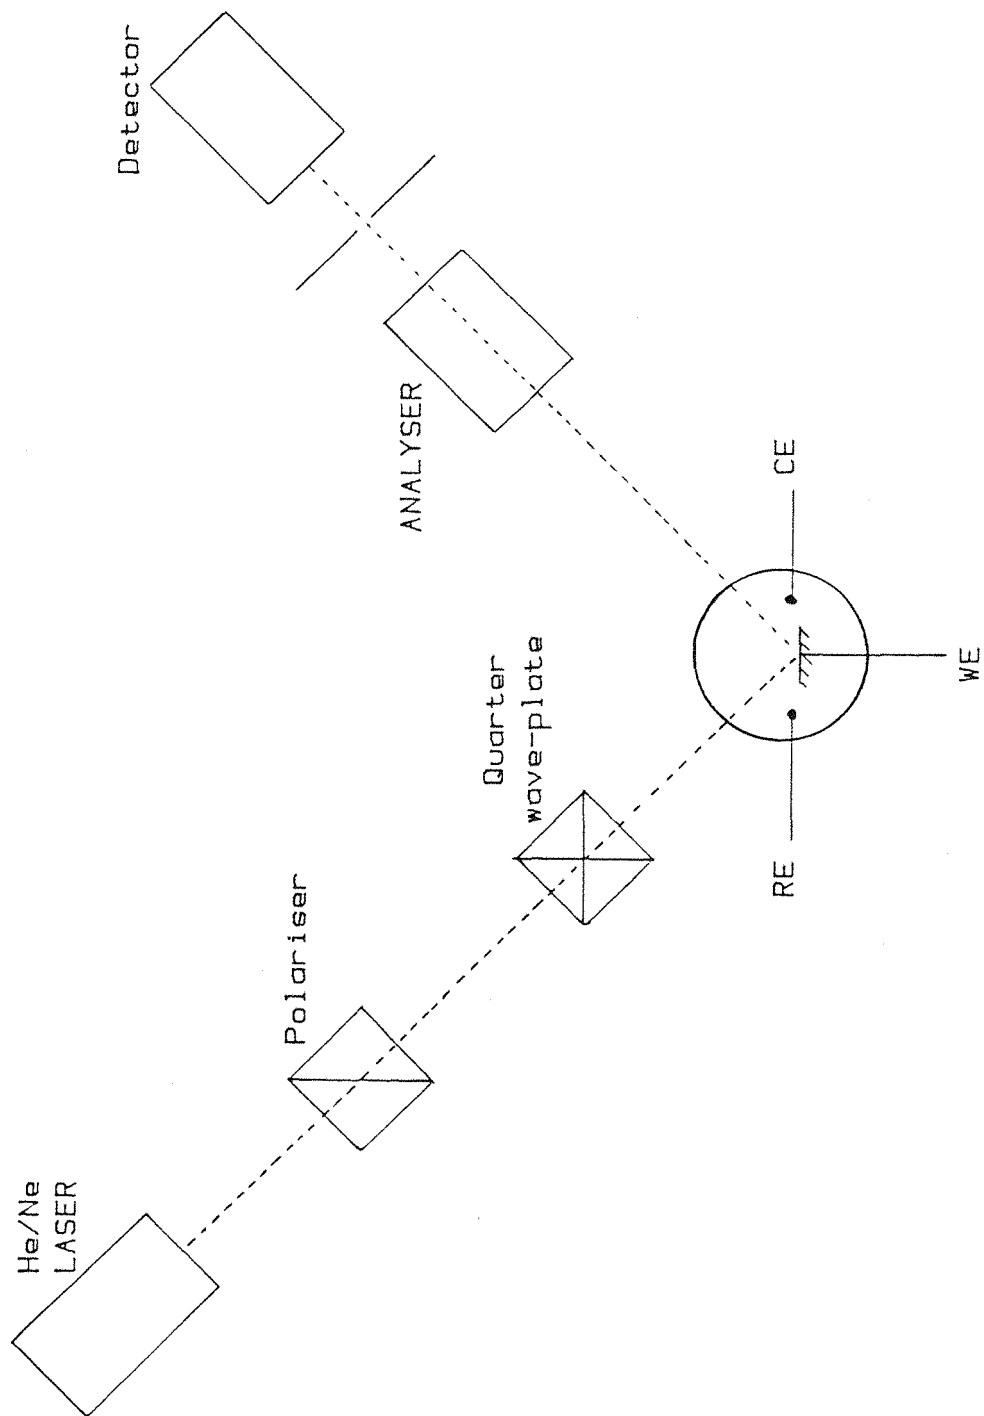 He/Ne
LASER
Polariser
Quarter
wave-plate
ANALYSER
Detector
RE
WE
CE